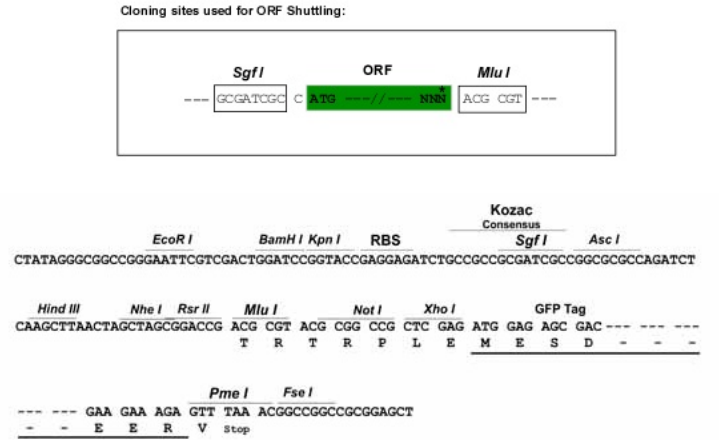 Cloning sites used for ORF Shuttling:
Sgf I ORF Mlu I
--- GCGATCGC C ATG ---//--- NNN* ACG CGT ---
Kozac
Consensus
EcoR I BamH I Kpn I RBS Sgf I Asc I
CTATAGGGCGGCCGGGAATTCGTCGACTGGATCCGGTACCGAGGAGATCTGCCGCCGCGATCGCCGGCGCGCCAGATCT
Hind III Nhe I Rsr II Mlu I Not I Xho I GFP Tag
CAAGCTTAACTAGCTAGCGGACCG ACG CGT ACG CGG CCG CTC GAG ATG GAG AGC GAC--- --- ---
T R T R P L E M E S D - - -
Pme I Fse I
--- --- GAA GAA AGA GTT TAA ACGGCCGGCCGCGGAGCT
- - E E R V Stop